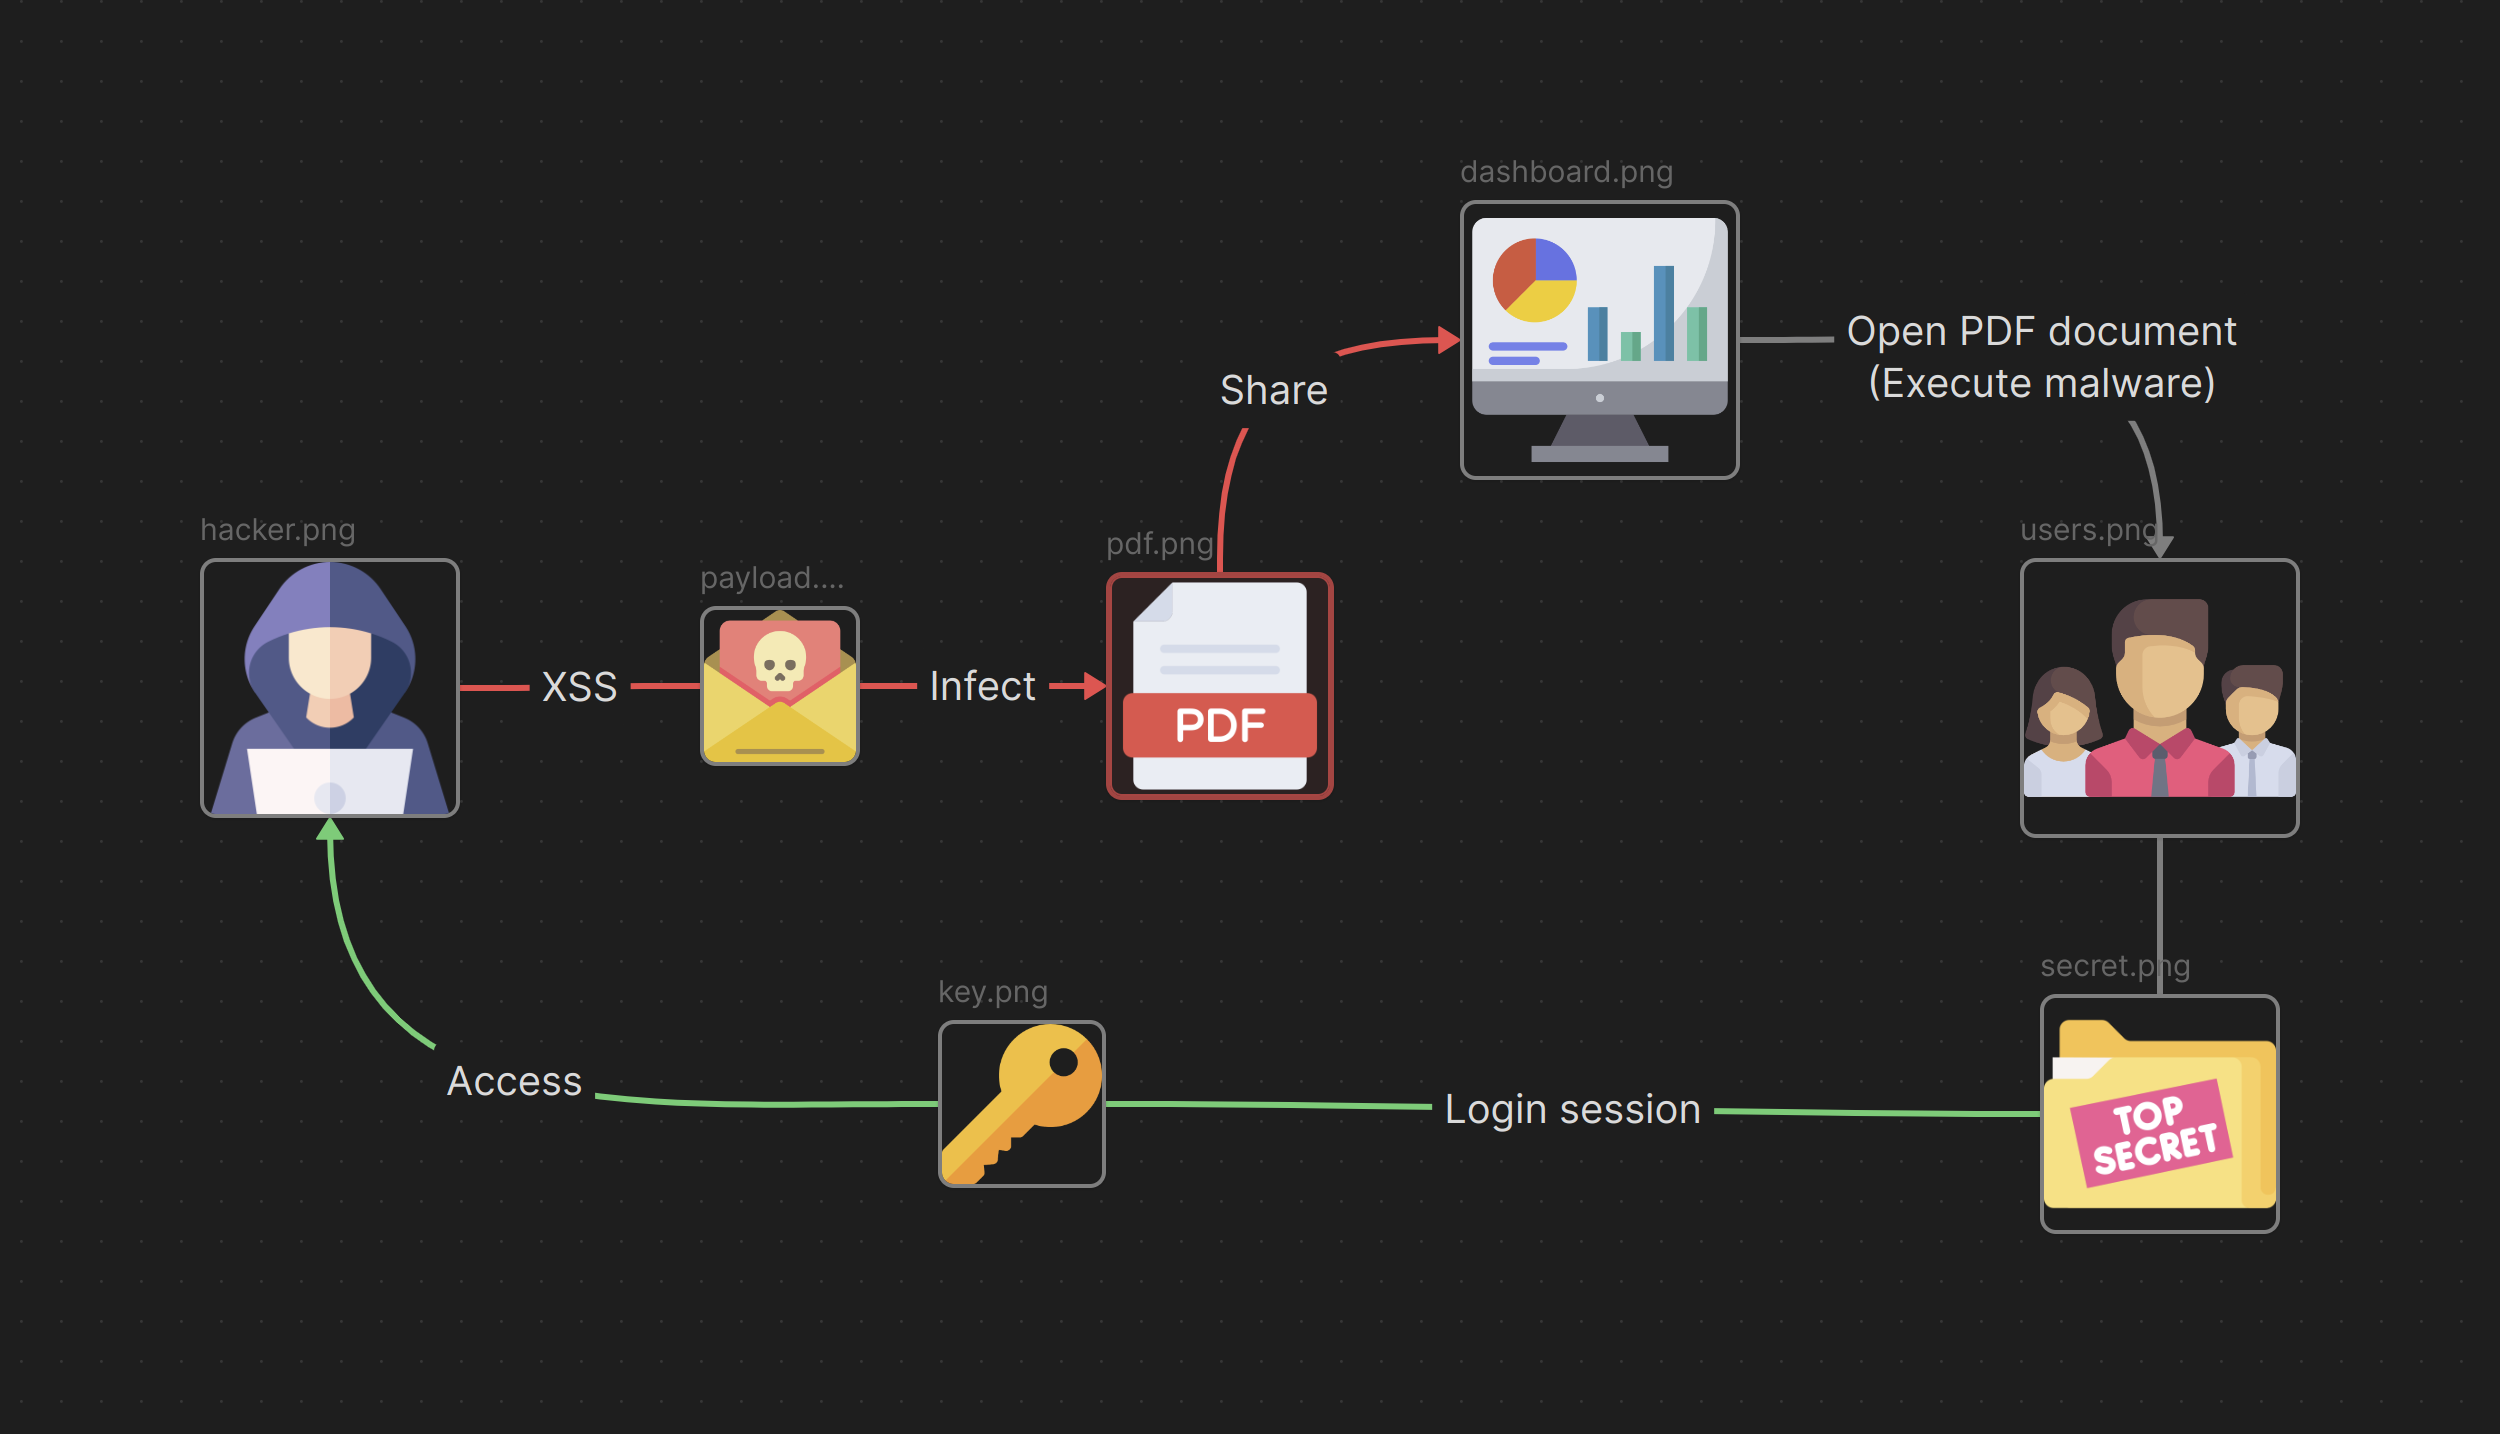 dashboard.png
Open PDF document
(Execute malware)
Share
hacker.png
payload....
pdf.png
users.png
XSS
Infect
PDF
key.png
secret.png
Access
Login session
TOP
SECRET